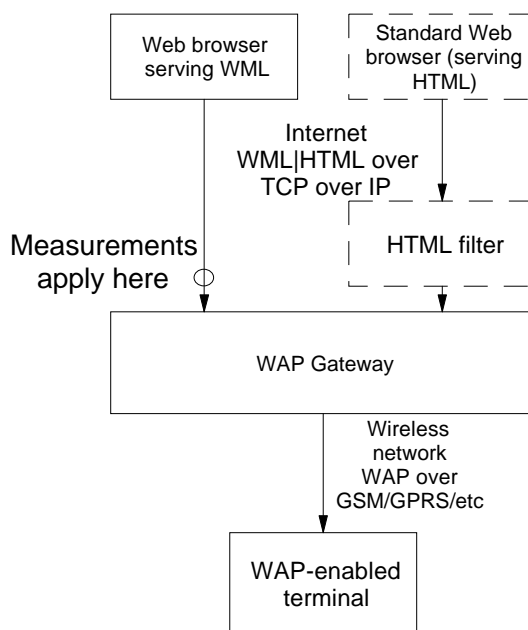 Web browser
serving WML
Standard Web
browser (serving
HTML)
Internet
WML|HTML over
TCP over IP
Measurements
apply here
HTML filter
WAP Gateway
Wireless
network
WAP over
GSM/GPRS/etc
WAP-enabled
terminal